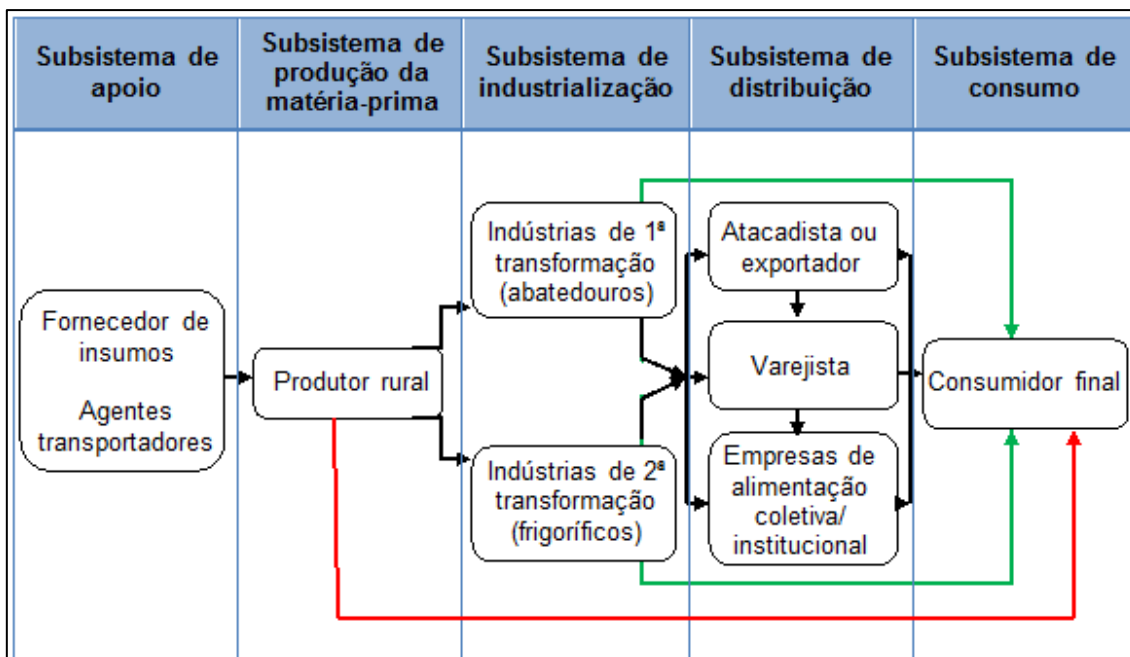 Subsistema de
apoio
Subsistema de
produção da
matéria-prima
Subsistema de
industrialização
Subsistema de
distribuição
Subsistema de
consumo
Fornecedor de
insumos
Agentes
transportadores
Produtor rural
Indústrias de 1ª
transformação
(abatedouros)
Indústrias de 2ª
transformação
(frigoríficos)
Atacadista ou
exportador
Varejista
Empresas de
alimentação
coletiva/
institucional
Consumidor final